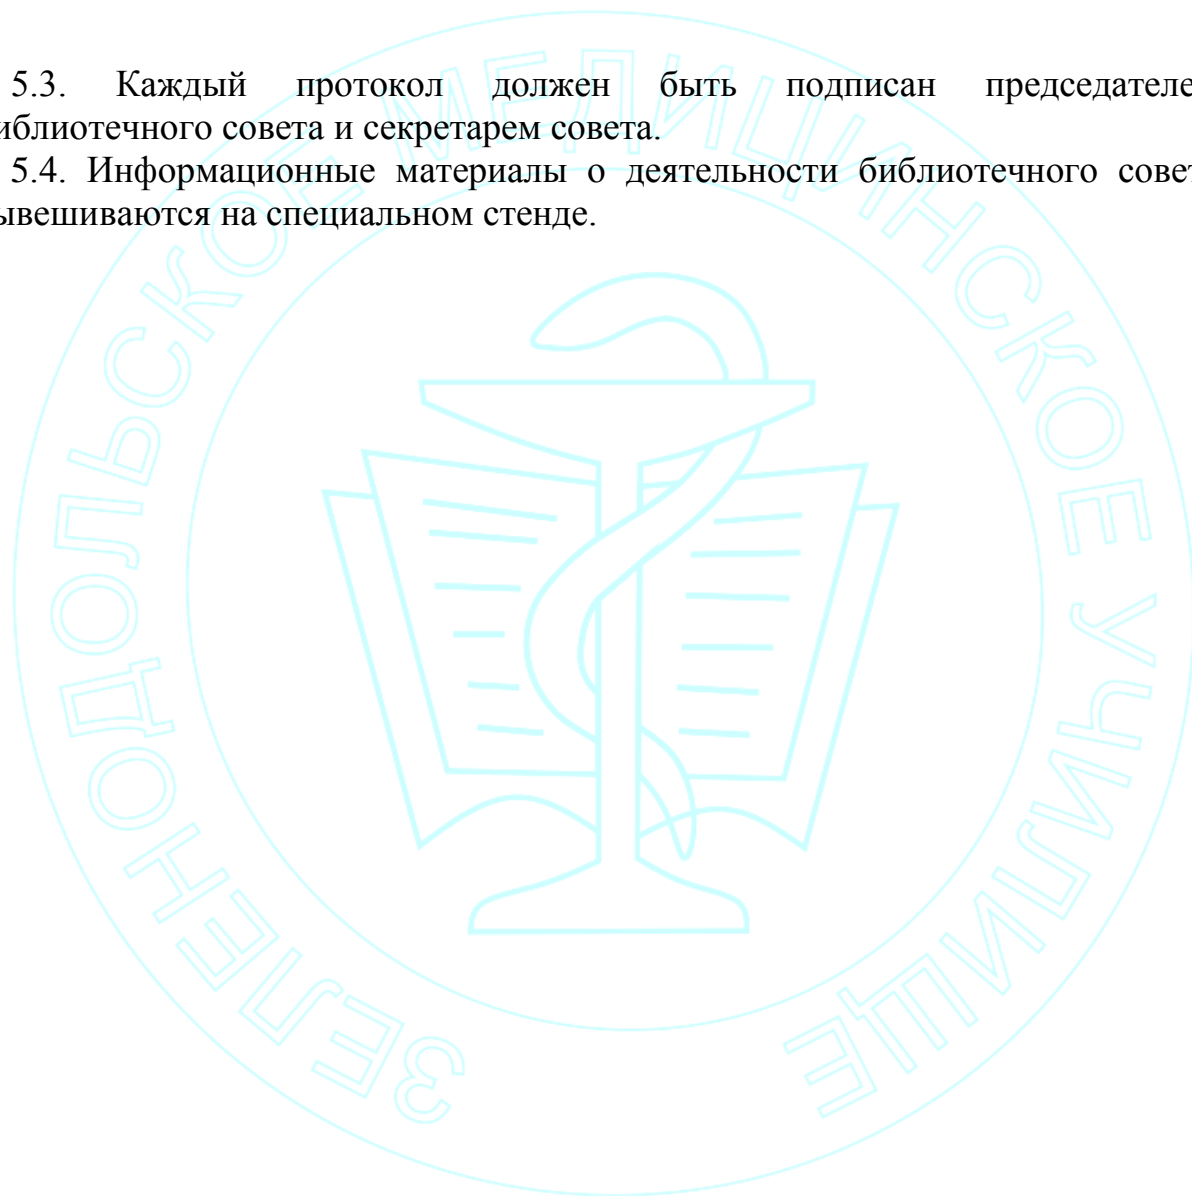 5.3. Каждый протокол должен быть подписан председателе
иблиотечного совета и секретарем совета.
5.4. Информационные материалы о деятельности библиотечного совет
ывешиваются на специальном стенде.
ЗЕЛЕНОДОЛЬСКОЕ МЕДИЦИНСКОЕ УЧИЛИЩЕ